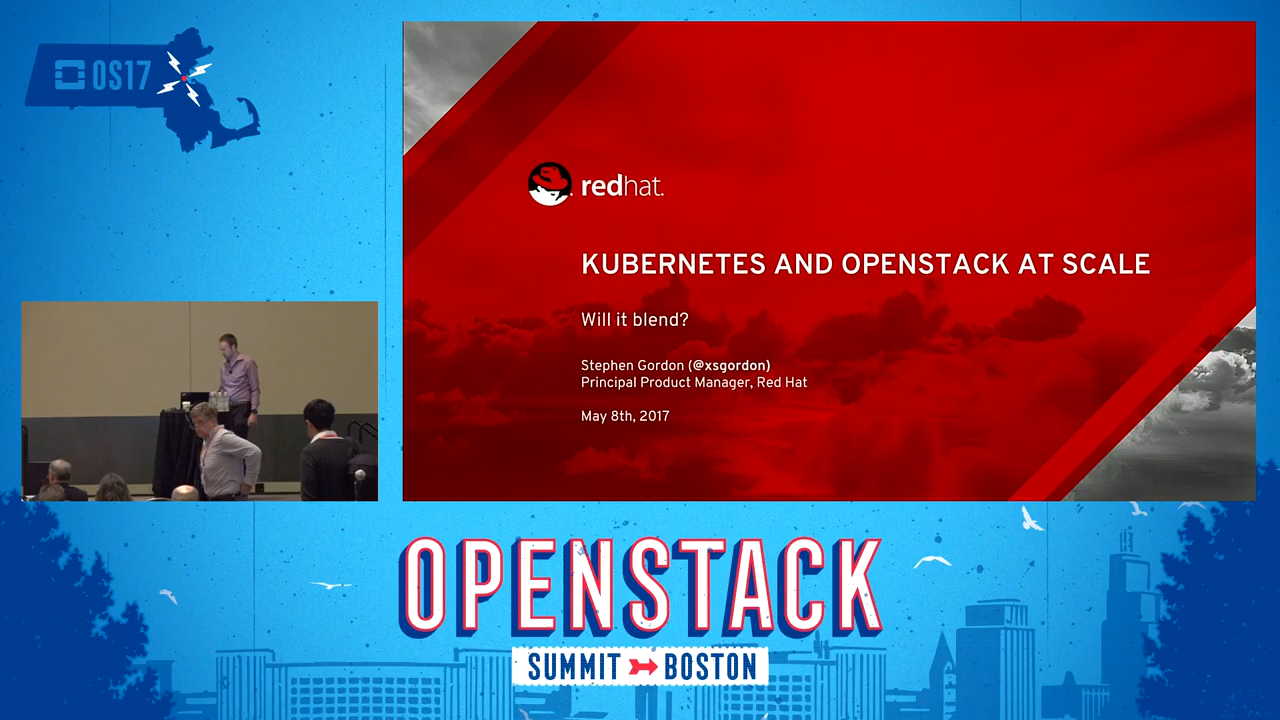 OS17
redhat.
KUBERNETES AND OPENSTACK AT SCALE
Will it blend?
Stephen Gordon (@xsgordon)
Principal Product Manager, Red Hat
May 8th, 2017
OPENSTACK
SUMMIT BOSTON